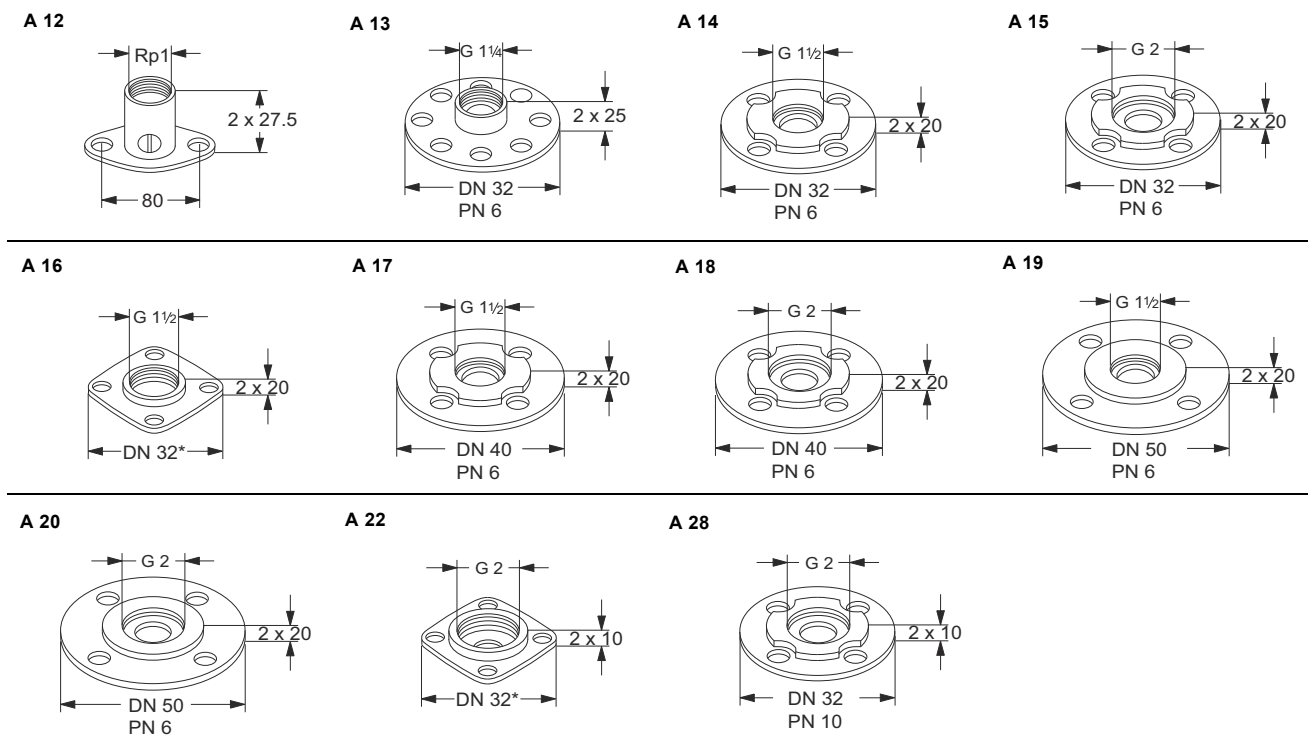 A 12
Rp1
2 x 27.5
80
A 13
G 1¼
2 x 25
DN 32
PN 6
A 14
G 1½
2 x 20
DN 32
PN 6
A 15
G 2
2 x 20
DN 32
PN 6
A 16
G 1½
2 x 20
DN 32*
A 17
G 1½
2 x 20
DN 40
PN 6
A 18
G 2
2 x 20
DN 40
PN 6
A 19
G 1½
2 x 20
DN 50
PN 6
A 20
G 2
2 x 20
DN 50
PN 6
A 22
G 2
2 x 10
DN 32*
A 28
G 2
2 x 10
DN 32
PN 10